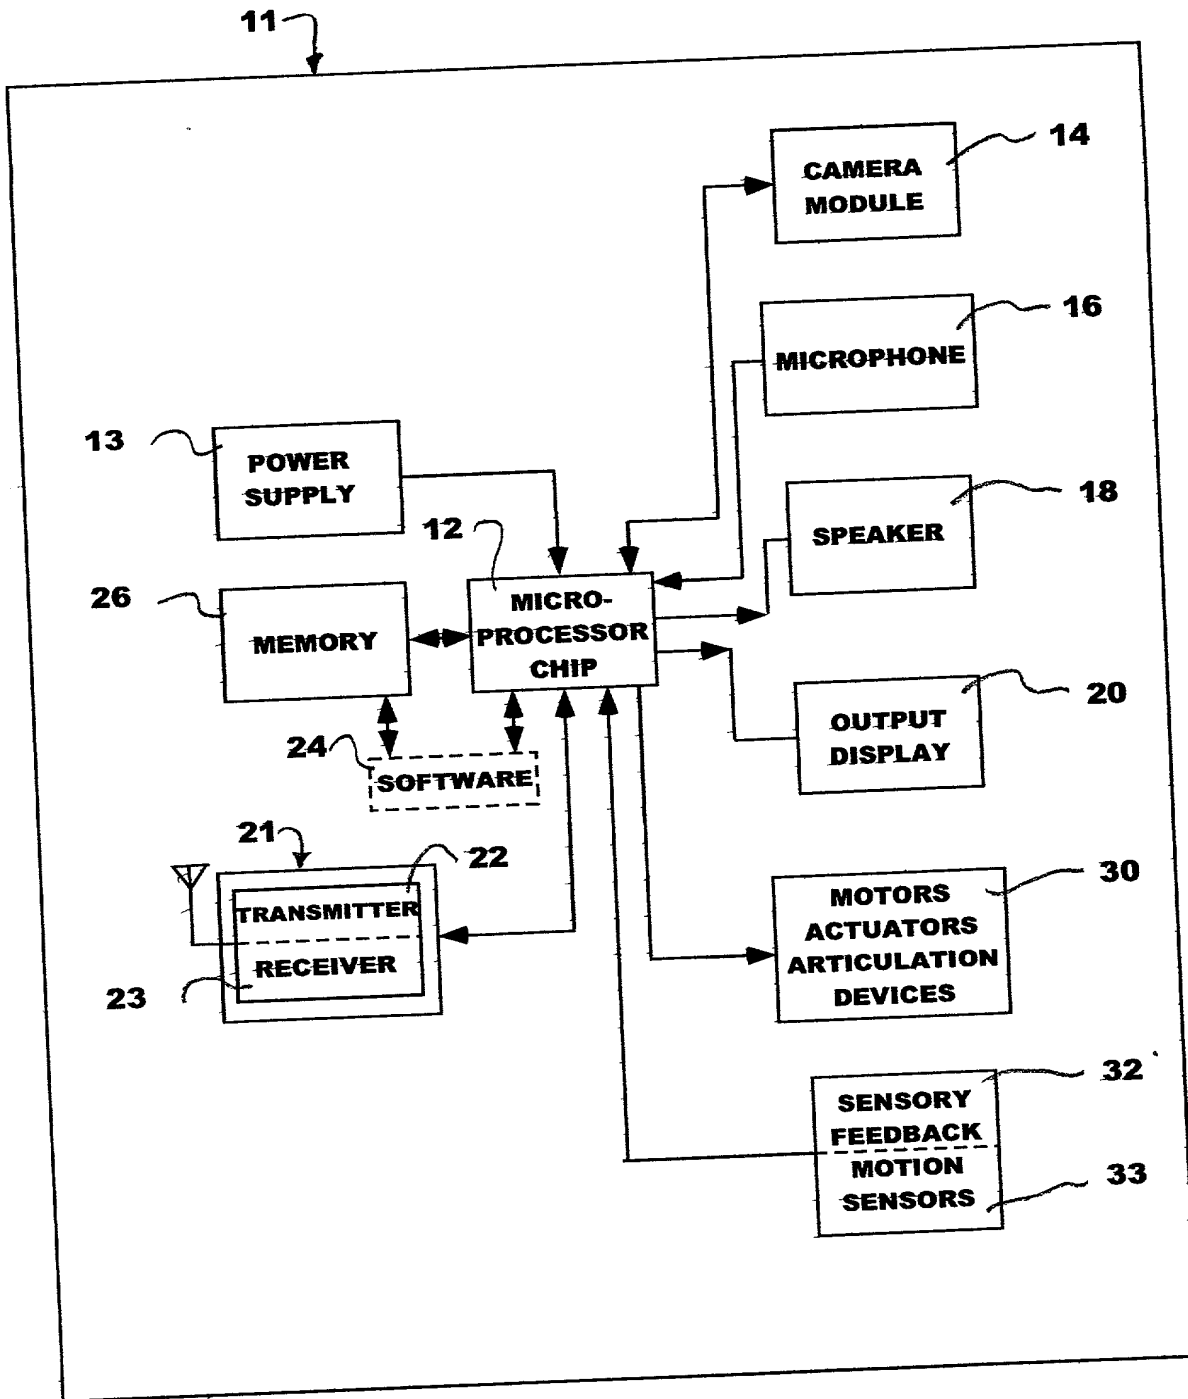 11
14
CAMERA
MODULE
16
MICROPHONE
13
POWER
SUPPLY
18
SPEAKER
12
MICRO-
PROCESSOR
CHIP
26
MEMORY
20
OUTPUT
DISPLAY
24
SOFTWARE
21
22
TRANSMITTER
RECEIVER
23
30
MOTORS
ACTUATORS
ARTICULATION
DEVICES
32
SENSORY
FEEDBACK
MOTION
SENSORS
33